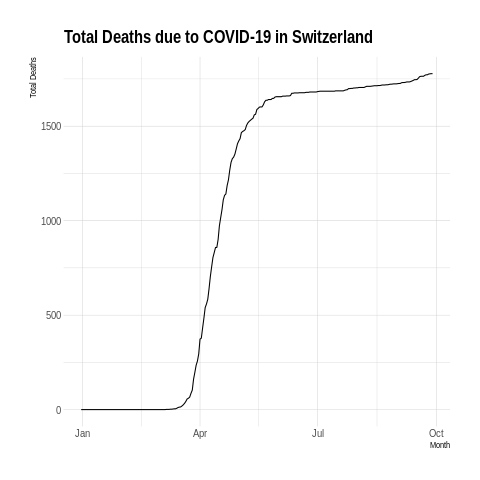 Total Deaths due to COVID-19 in Switzerland
Total Deaths
1500
1000
500
0
Jan Apr Jul Oct
Month